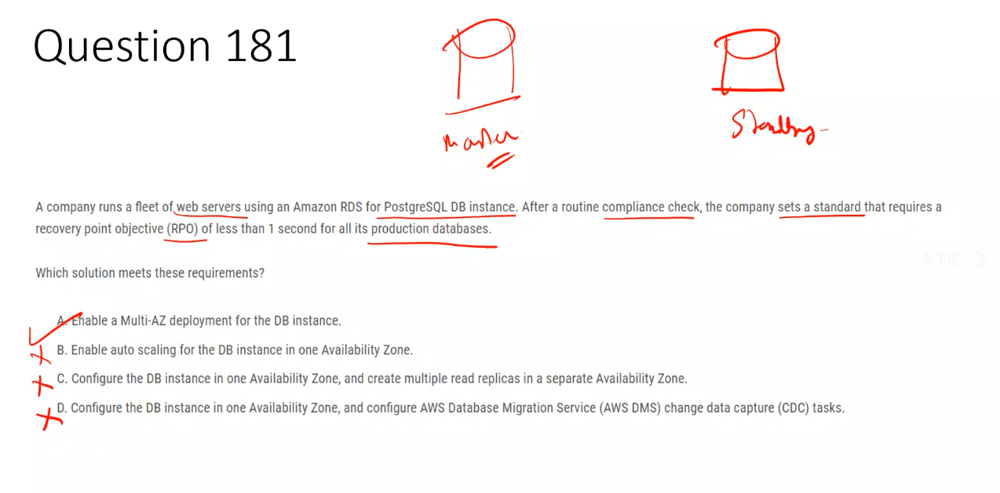 Question 181
Master
Standby
A company runs a fleet of web servers using an Amazon RDS for PostgreSQL DB instance. After a routine compliance check, the company sets a standard that requires a
recovery point objective (RPO) of less than 1 second for all its production databases.
+ 15
Which solution meets these requirements?
A. Enable a Multi-AZ deployment for the DB instance.
B. Enable auto scaling for the DB instance in one Availability Zone.
C. Configure the DB instance in one Availability Zone, and create multiple read replicas in a separate Availability Zone.
D. Configure the DB instance in one Availability Zone, and configure AWS Database Migration Service (AWS DMS) change data capture (CDC) tasks.